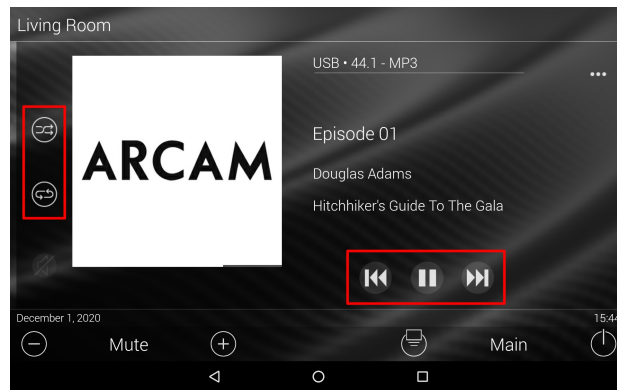 Living Room
USB • 44.1 - MP3
ARCAM
Episode 01
Douglas Adams
Hitchhiker's Guide To The Gala
December 1, 2020
15:44
Mute
Main